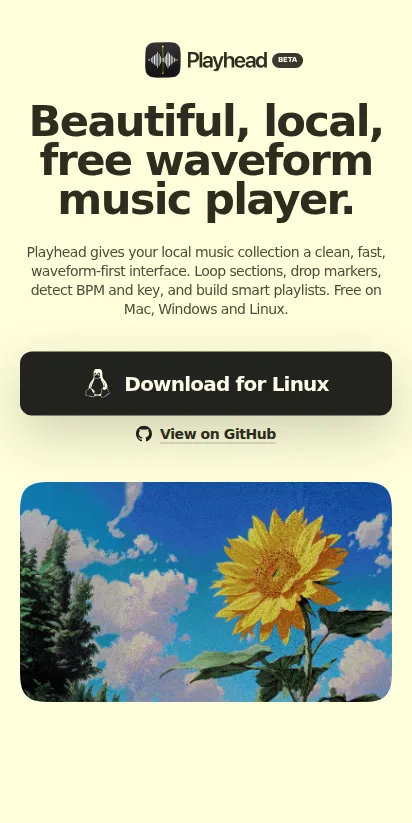 Playhead BETA
Beautiful, local,
free waveform
music player.
Playhead gives your local music collection a clean, fast,
waveform-first interface. Loop sections, drop markers,
detect BPM and key, and build smart playlists. Free on
Mac, Windows and Linux.
Download for Linux
View on GitHub